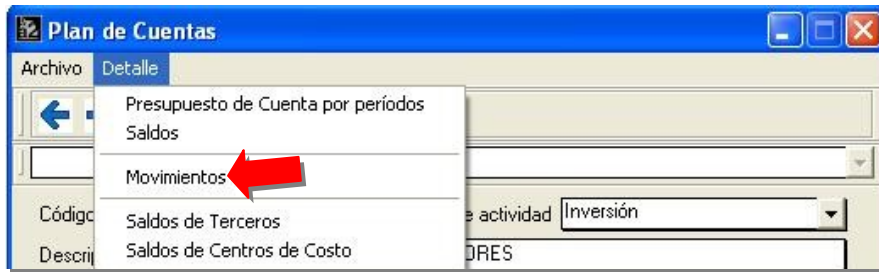 Plan de Cuentas
Archivo Detalle
Presupuesto de Cuenta por períodos
Saldos
Movimientos
Saldos de Terceros
Saldos de Centros de Costo
actividad Inversión